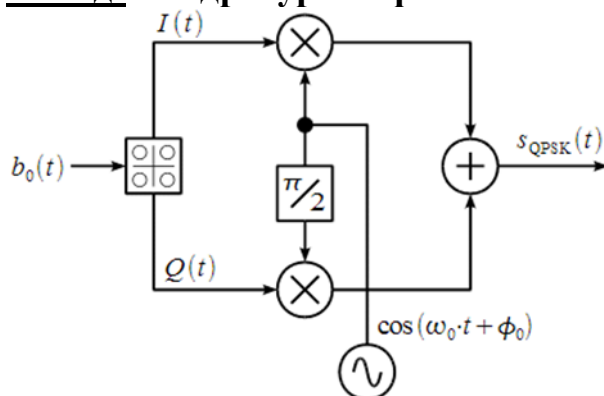 I(t)
b₀(t)
π/2
s_QPSK(t)
Q(t)
cos(ω₀·t+ϕ₀)